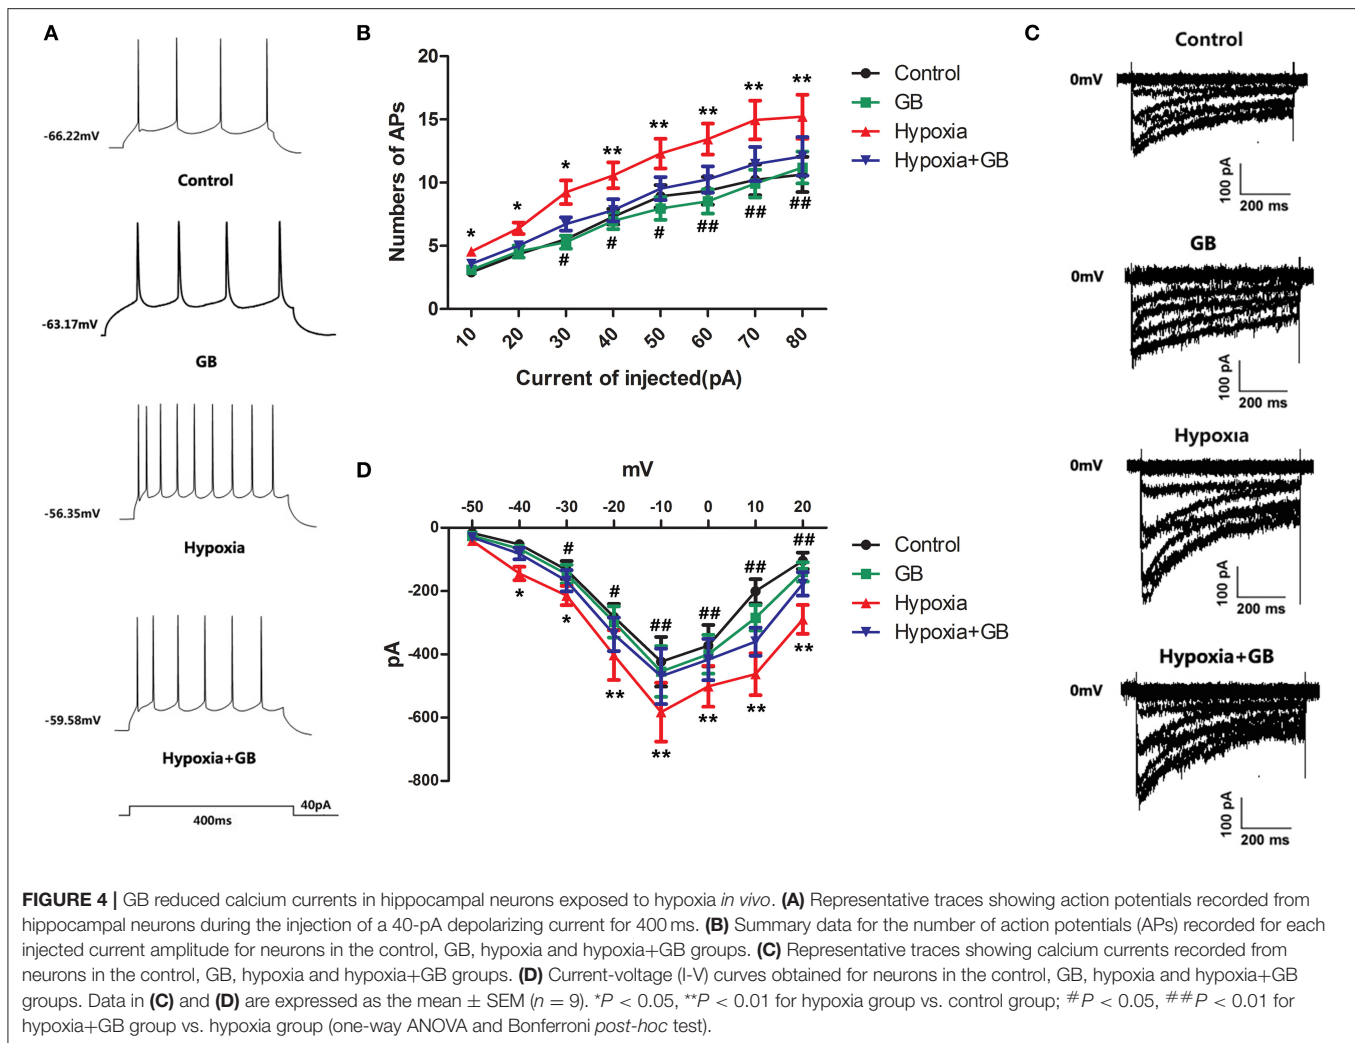 A
-66.22mV
Control
-63.17mV
GB
-56.35mV
Hypoxia
-59.58mV
Hypoxia+GB
40pA
400ms
B
20
15
10
5
0
Numbers of APs
10 20 30 40 50 60 70 80
Current of injected(pA)
* * * ** ** ** ** **
# # # ## ## ##
Control
GB
Hypoxia
Hypoxia+GB
C
Control
0mV
100 pA
200 ms
GB
0mV
100 pA
200 ms
Hypoxia
0mV
100 pA
200 ms
Hypoxia+GB
0mV
100 pA
200 ms
D
mV
-50 -40 -30 -20 -10 0 10 20
0
-200
-400
-600
-800
pA
# # ## ## ## ##
* * ** ** ** ** **
Control
GB
Hypoxia
Hypoxia+GB
FIGURE 4 | GB reduced calcium currents in hippocampal neurons exposed to hypoxia in vivo. (A) Representative traces showing action potentials recorded from
hippocampal neurons during the injection of a 40-pA depolarizing current for 400 ms. (B) Summary data for the number of action potentials (APs) recorded for each
injected current amplitude for neurons in the control, GB, hypoxia and hypoxia+GB groups. (C) Representative traces showing calcium currents recorded from
neurons in the control, GB, hypoxia and hypoxia+GB groups. (D) Current-voltage (I-V) curves obtained for neurons in the control, GB, hypoxia and hypoxia+GB
groups. Data in (C) and (D) are expressed as the mean ± SEM (n = 9). *P < 0.05, **P < 0.01 for hypoxia group vs. control group; #P < 0.05, ##P < 0.01 for
hypoxia+GB group vs. hypoxia group (one-way ANOVA and Bonferroni post-hoc test).